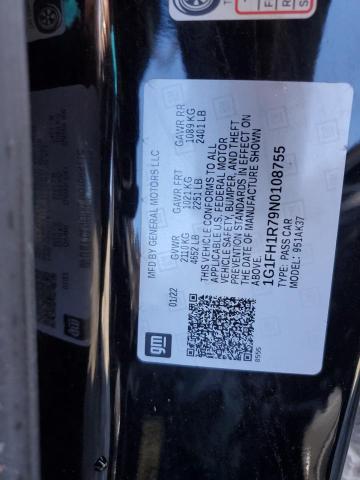 MFD BY GENERAL MOTORS LLC
01/22
GVWR
2110 KG
4652 LB
GAWR FRT
1021 KG
2251 LB
GAWR RR
1089 KG
2401 LB
THIS VEHICLE CONFORMS TO ALL
APPLICABLE U.S. FEDERAL MOTOR
VEHICLE SAFETY, BUMPER, AND THEFT
PREVENTION STANDARDS IN EFFECT ON
THE DATE OF MANUFACTURE SHOWN
ABOVE.
1G1FH1R79N0108755
TYPE: PASS CAR
MODEL: 951AK37
gm
8595